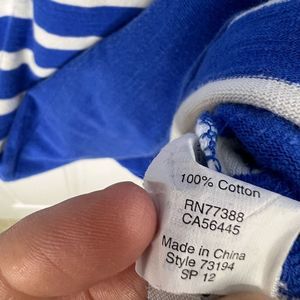 100% Cotton
RN77388
CA56445
Made in China
Style 73194
SP 12